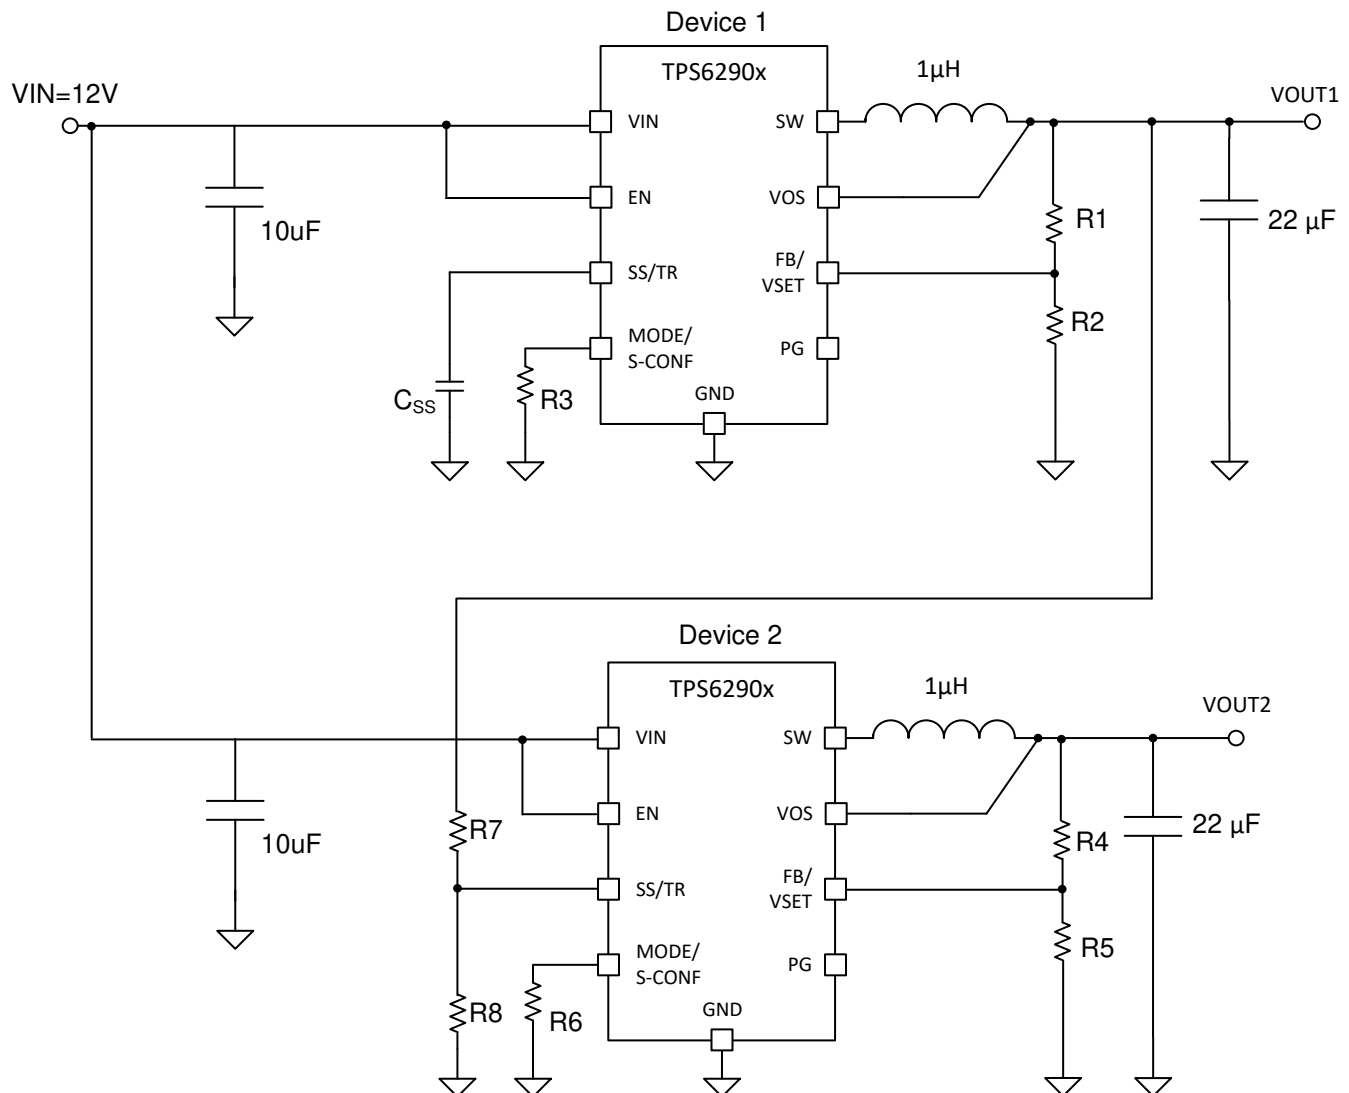 Device 1
TPS6290x
1µH
VIN=12V
VOUT1
VIN
SW
EN
VOS
10uF
R1
22 µF
SS/TR
FB/
VSET
R2
MODE/
S-CONF
PG
CSS
R3
GND
Device 2
TPS6290x
1µH
VOUT2
VIN
SW
EN
VOS
10uF
R7
R4
22 µF
SS/TR
FB/
VSET
R5
MODE/
S-CONF
PG
R8
R6
GND